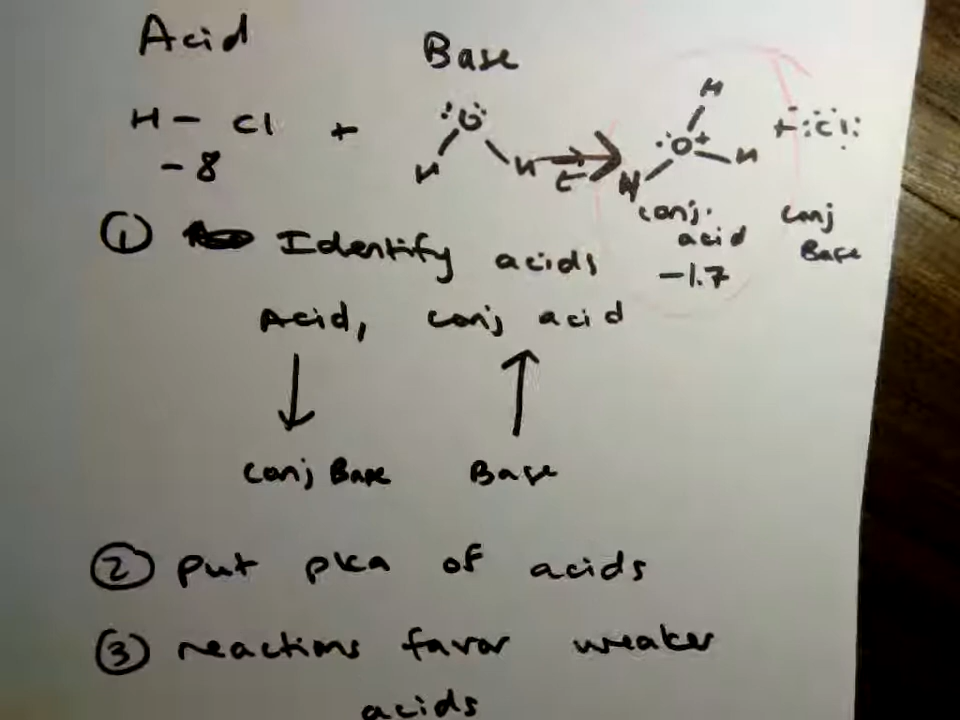 Acid Base
H – Cl + :Ö: H H ⇌ :O+ H H H + :Cl:
-8
conj. acid conj Base
-1.7
① Identify acids
Acid, conj acid
conj Base Base
② put pka of acids
③ reactions favor weaker
acids